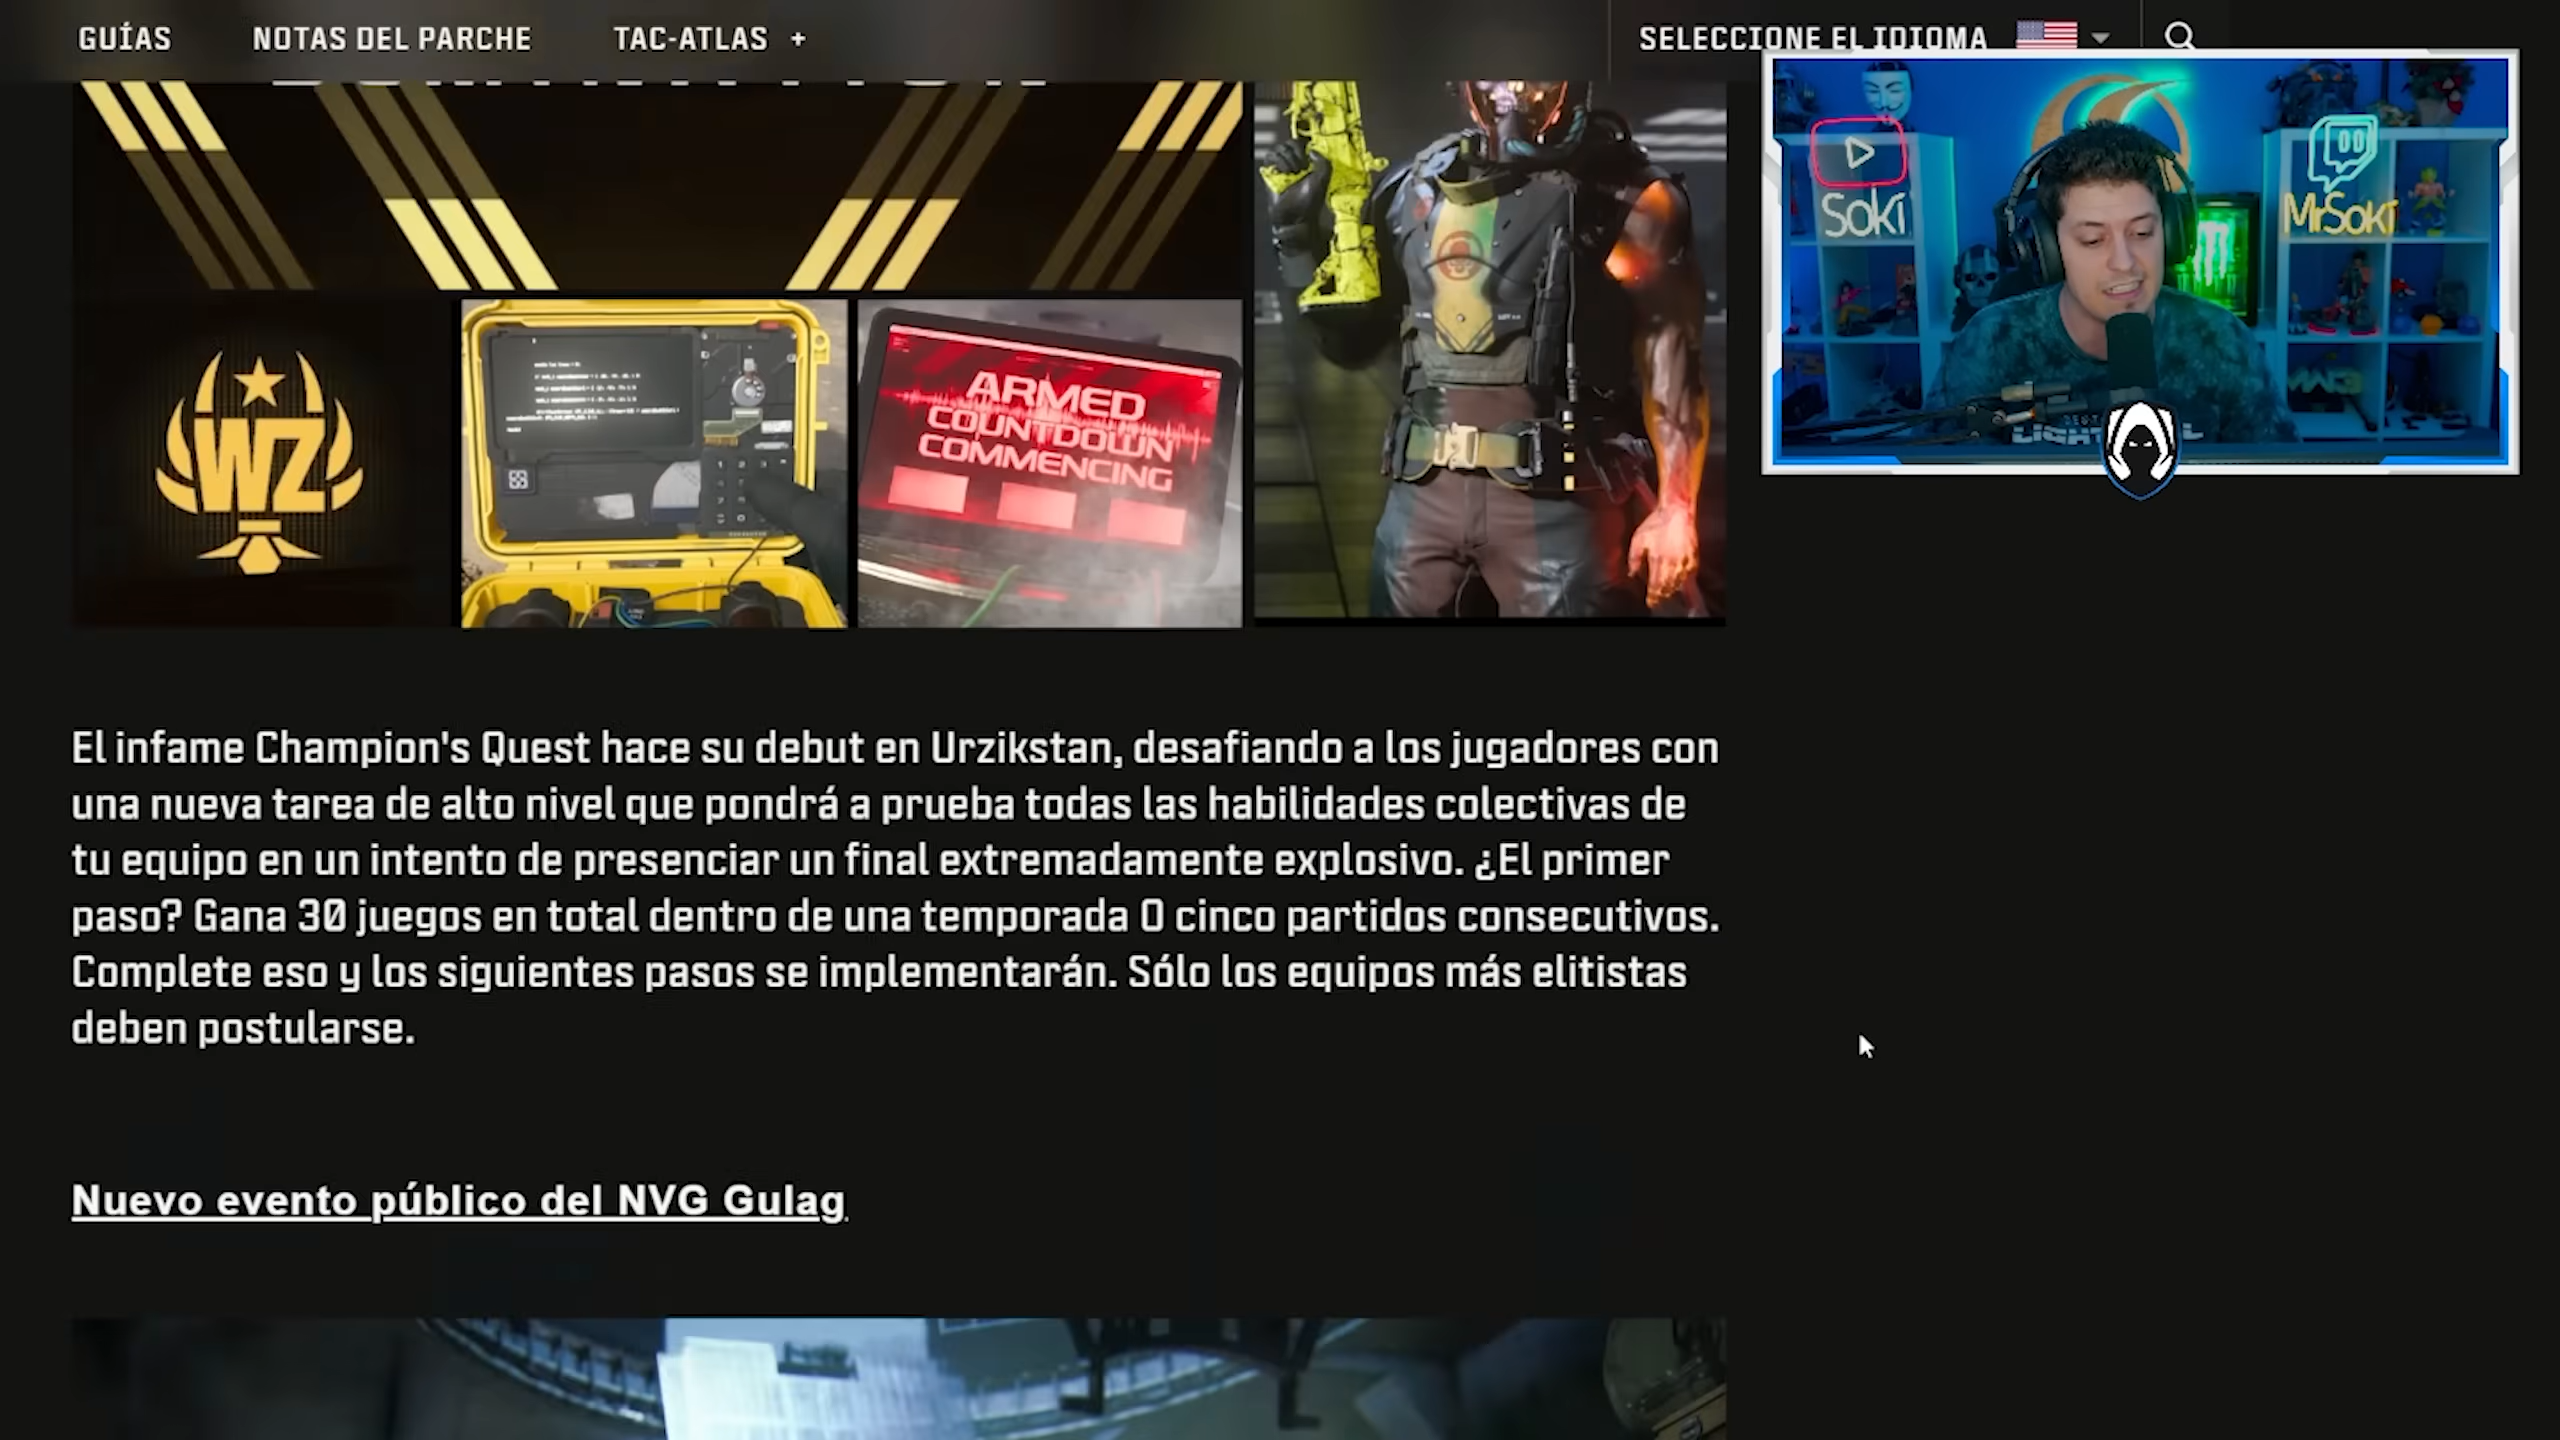 GUÍAS
NOTAS DEL PARCHE
TAC-ATLAS +
SELECCIONE EL IDIOMA
Soki
MrSoki
WZ
ARMED
COUNTDOWN
COMMENCING
El infame Champion's Quest hace su debut en Urzikstan, desafiando a los jugadores con
una nueva tarea de alto nivel que pondrá a prueba todas las habilidades colectivas de
tu equipo en un intento de presenciar un final extremadamente explosivo. ¿El primer
paso? Gana 30 juegos en total dentro de una temporada O cinco partidos consecutivos.
Complete eso y los siguientes pasos se implementarán. Sólo los equipos más elitistas
deben postularse.
Nuevo evento público del NVG Gulag